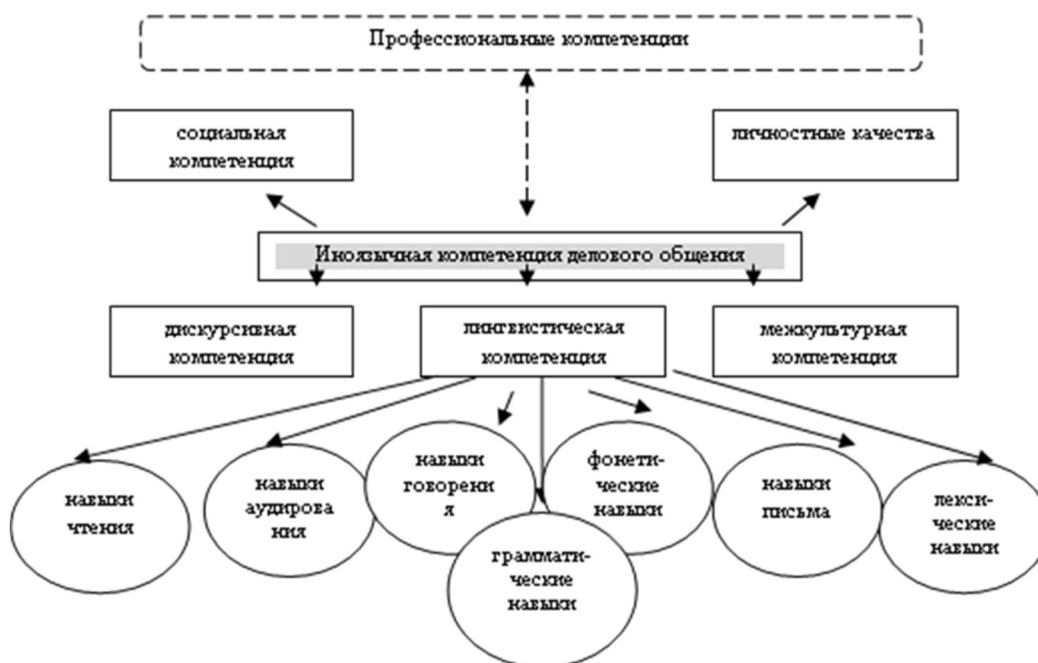 Профессиональные компетенции
социальная
компетенция
личностные качества
Иноязычная компетенция делового общения
дискурсивная
компетенция
лингвистическая
компетенция
межкультурная
компетенция
навыки
чтения
навыки
аудирова
ния
навыки
говорени
я
фонети-
ческие
навыки
навыки
письма
лекси-
ческие
навыки
граммати-
ческие
навыки